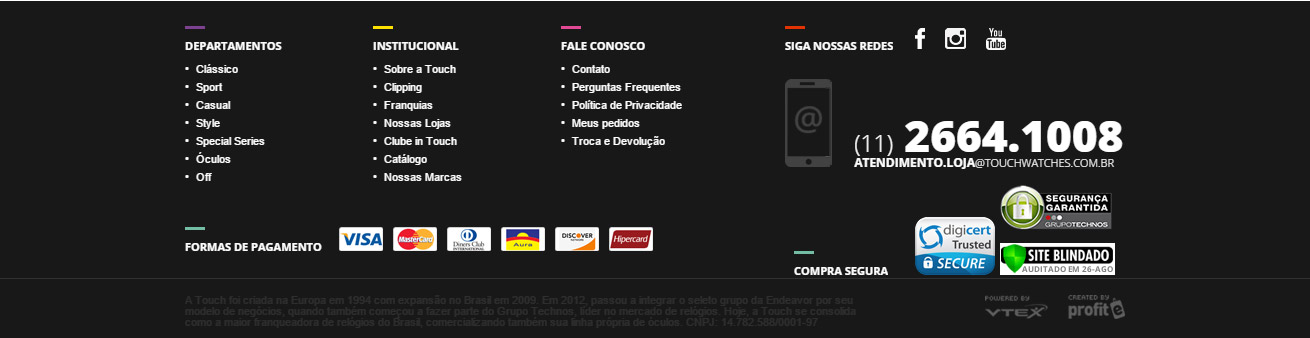 DEPARTAMENTOS
• Clássico
• Sport
• Casual
• Style
• Special Series
• Óculos
• Off
INSTITUCIONAL
• Sobre a Touch
• Clipping
• Franquias
• Nossas Lojas
• Clube in Touch
• Catálogo
• Nossas Marcas
FALE CONOSCO
• Contato
• Perguntas Frequentes
• Política de Privacidade
• Meus pedidos
• Troca e Devolução
SIGA NOSSAS REDES
f
You
Tube
@
(11) 2664.1008
ATENDIMENTO.LOJA@TOUCHWATCHES.COM.BR
FORMAS DE PAGAMENTO
VISA
MasterCard
Diners Club
INTERNATIONAL
Aura
DISCOVER
NETWORK
Hipercard
COMPRA SEGURA
digicert
Trusted
SECURE
SEGURANÇA
GARANTIDA
GRUPOTECHNOS
SITE BLINDADO
AUDITADO EM 26-AGO
A Touch foi criada na Europa em 1994 com expansão no Brasil em 2009. Em 2012, passou a integrar o seleto grupo da Endeavor por seu
modelo de negócios, quando também começou a fazer parte do Grupo Technos, líder no mercado de relógios. Hoje, a Touch se consolida
como a maior franqueadora de relógios do Brasil, comercializando também sua linha própria de óculos. CNPJ: 14.782.588/0001-97
POWERED BY
VTEX
CREATED BY
profite